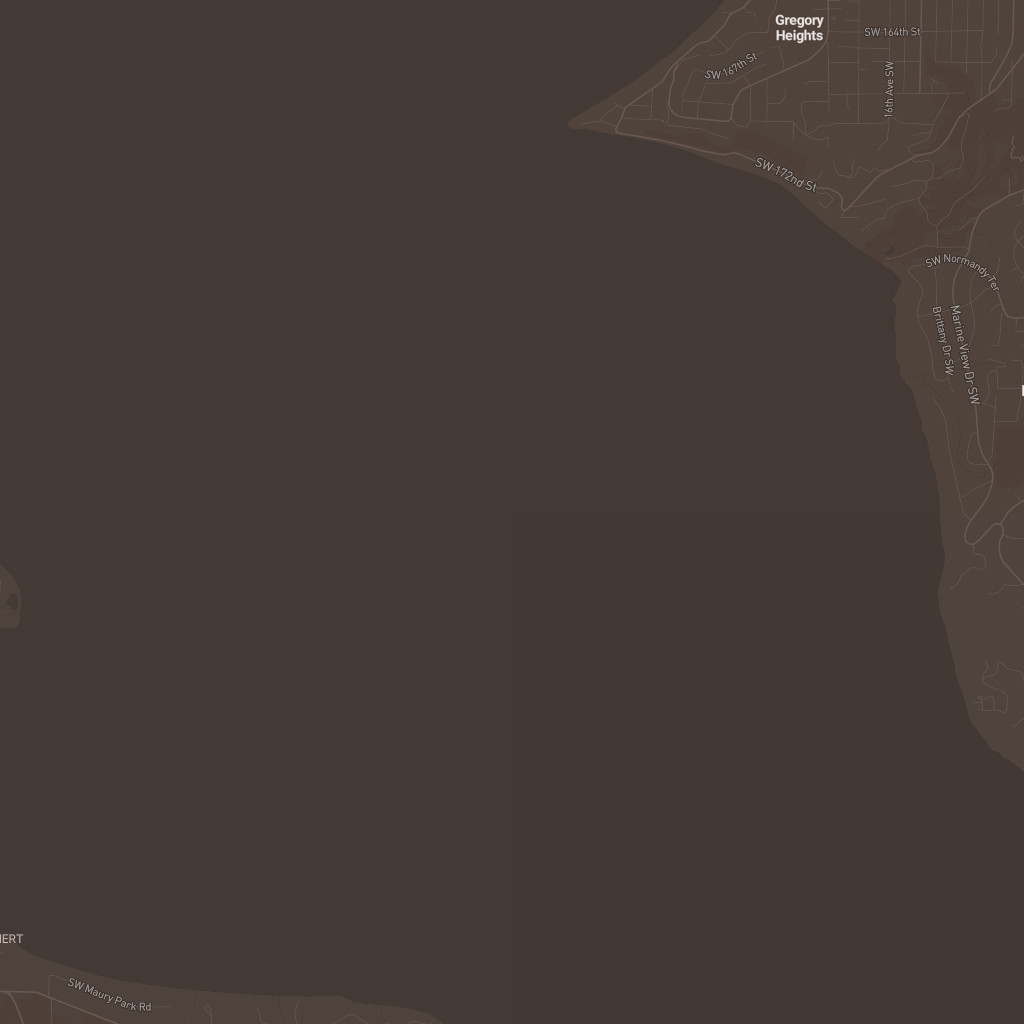 Gregory
Heights
SW 164th St
SW 167th St
16th Ave SW
SW 172nd St
SW Normandy Ter
Brittany Dr SW
Marine View Dr SW
SW Maury Park Rd